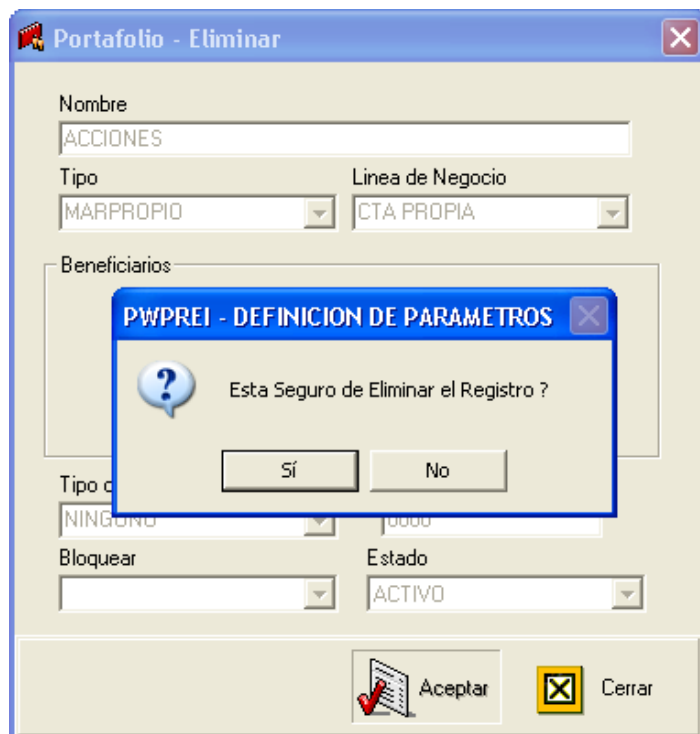 Portafolio - Eliminar
Nombre
ACCIONES
Tipo
Linea de Negocio
MARPROPIO
CTA PROPIA
Beneficiarios
PWPREI - DEFINICION DE PARAMETROS
Esta Seguro de Eliminar el Registro ?
Sí
No
Tipo
NINGUNO
0000
Bloquear
Estado
ACTIVO
Aceptar
Cerrar